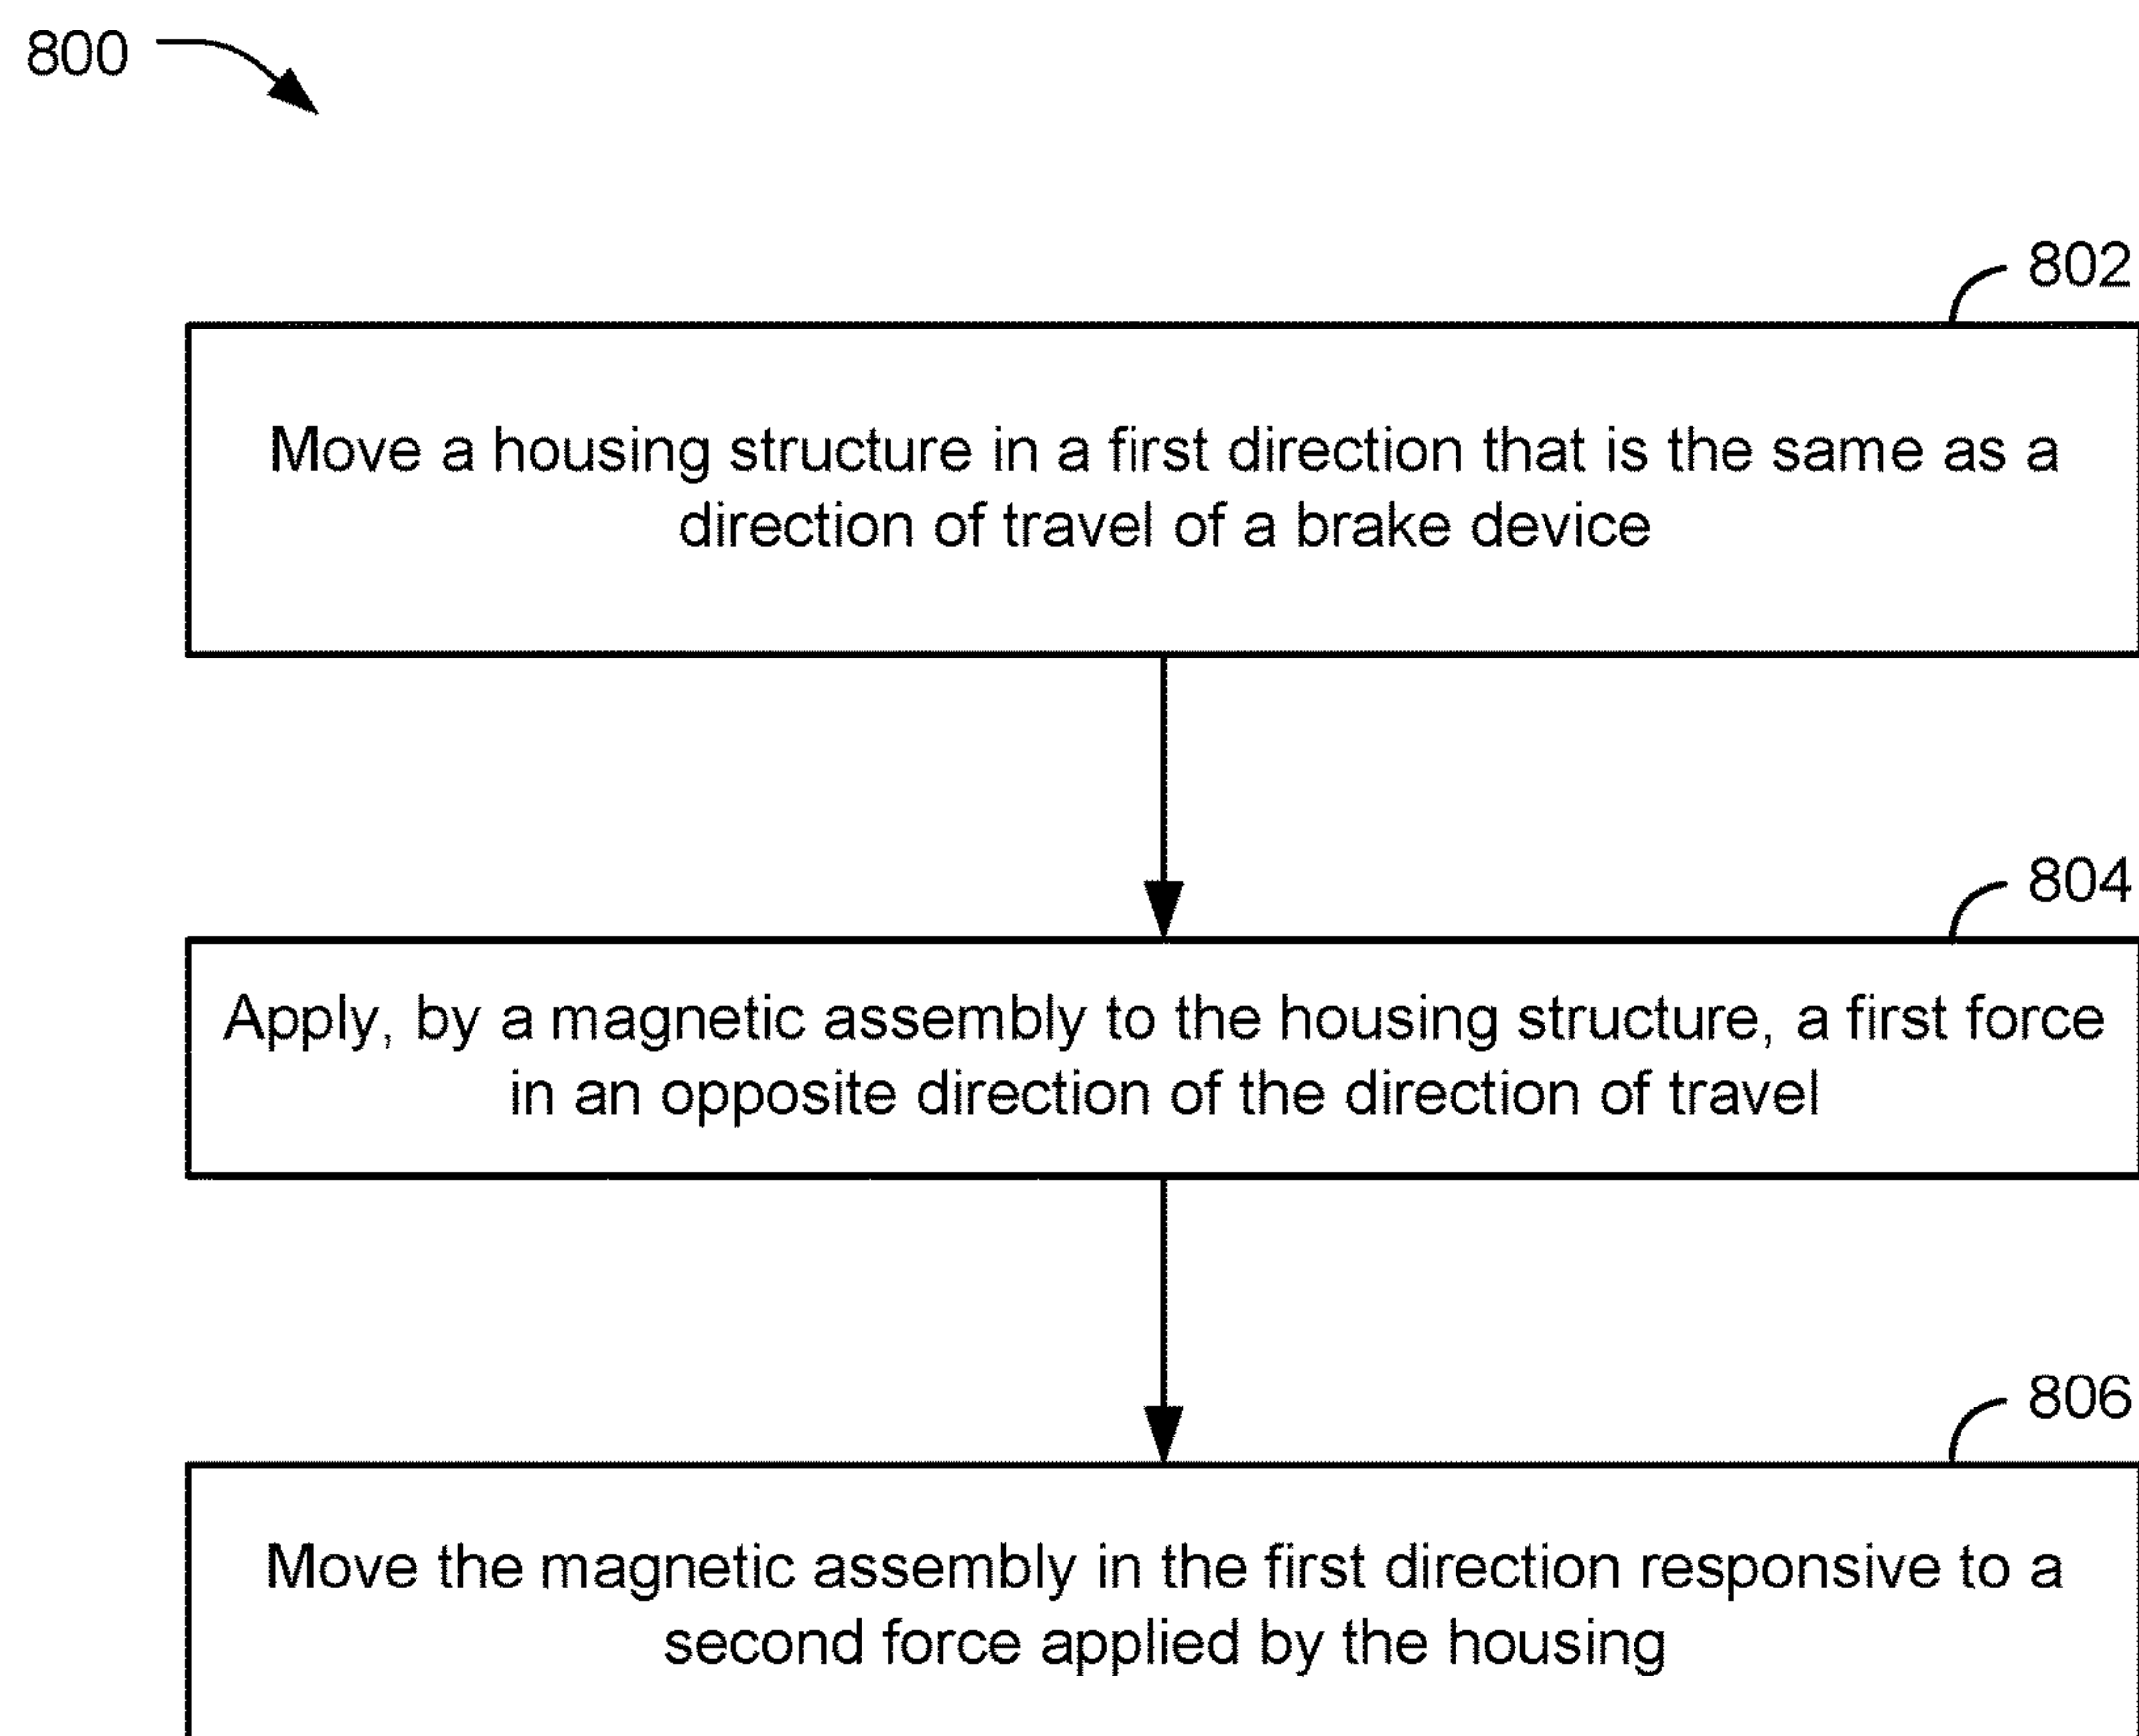 800
802
Move a housing structure in a first direction that is the same as a
direction of travel of a brake device
804
Apply, by a magnetic assembly to the housing structure, a first force
in an opposite direction of the direction of travel
806
Move the magnetic assembly in the first direction responsive to a
second force applied by the housing